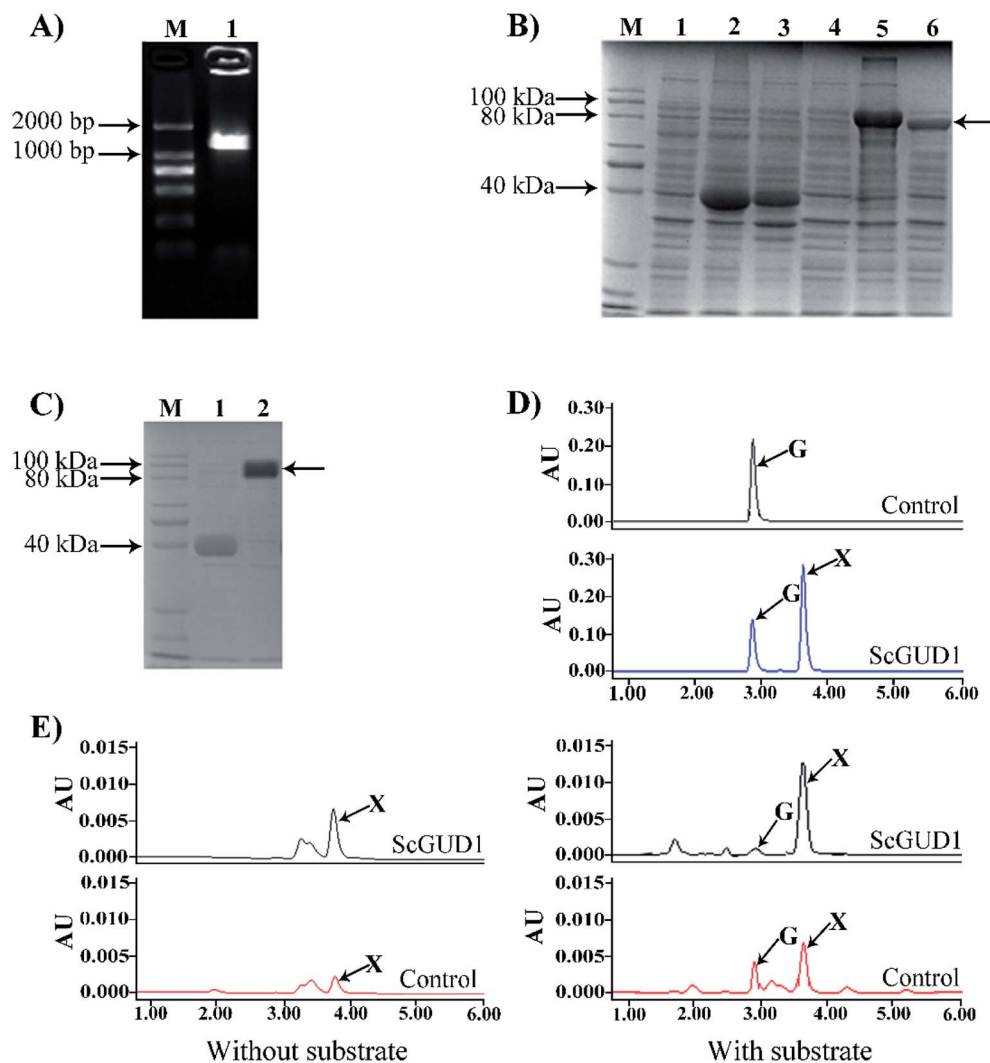 A)
M 1
2000 bp
1000 bp
B)
M 1 2 3 4 5 6
100 kDa
80 kDa
40 kDa
C)
M 1 2
100 kDa
80 kDa
40 kDa
D)
0.30
0.20
0.10
0.00
AU
G
Control
0.30
0.20
0.10
0.00
AU
G
X
ScGUD1
1.00 2.00 3.00 4.00 5.00 6.00
E)
0.015
0.010
0.005
0.000
AU
X
ScGUD1
0.015
0.010
0.005
0.000
AU
X
Control
1.00 2.00 3.00 4.00 5.00 6.00
Without substrate
0.015
0.010
0.005
0.000
AU
G
X
ScGUD1
0.015
0.010
0.005
0.000
AU
G
X
Control
1.00 2.00 3.00 4.00 5.00 6.00
With substrate